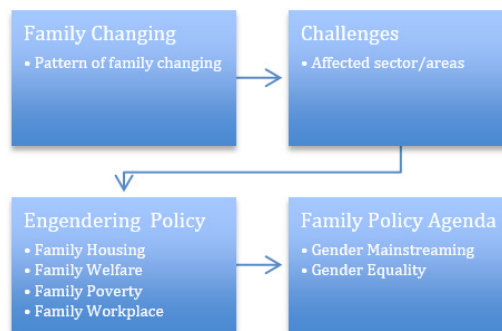 Family Changing
• Pattern of family changing
Challenges
• Affected sector/areas
Engendering Policy
• Family Housing
• Family Welfare
• Family Poverty
• Family Workplace
Family Policy Agenda
• Gender Mainstreaming
• Gender Equality